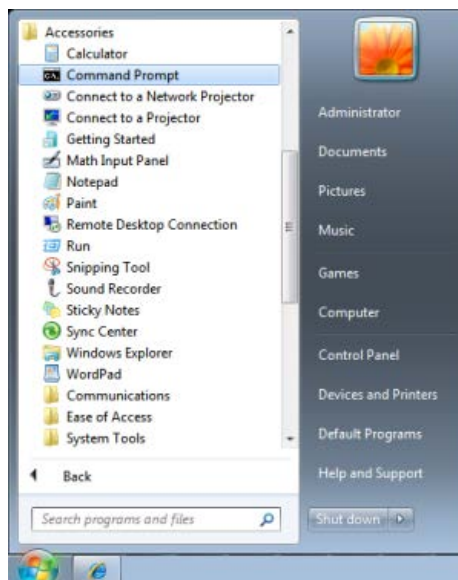 Accessories
Calculator
Command Prompt
Connect to a Network Projector
Connect to a Projector
Getting Started
Math Input Panel
Notepad
Paint
Remote Desktop Connection
Run
Snipping Tool
Sound Recorder
Sticky Notes
Sync Center
Windows Explorer
WordPad
Communications
Ease of Access
System Tools
Back
Search programs and files
Administrator
Documents
Pictures
Music
Games
Computer
Control Panel
Devices and Printers
Default Programs
Help and Support
Shut down